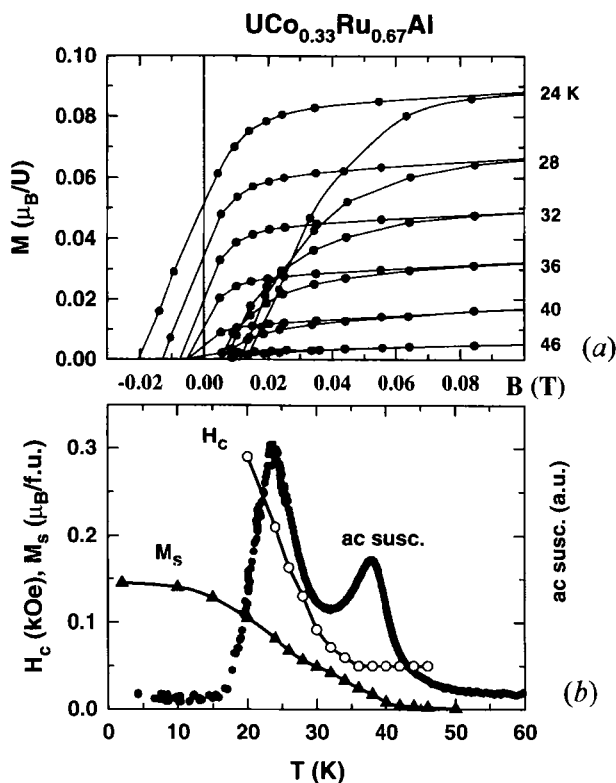 UCo0.33Ru0.67Al
0.10
0.08
0.06
0.04
0.02
0.00
M (μB/U)
24 K
28
32
36
40
46
(a)
-0.02 0.00 0.02 0.04 0.06 0.08 B (T)
0.3
0.2
0.1
0.0
Hc (kOe), Ms (μB/f.u.)
Hc
Ms
ac susc.
ac susc. (a.u.)
(b)
0 10 20 30 40 50 60
T (K)